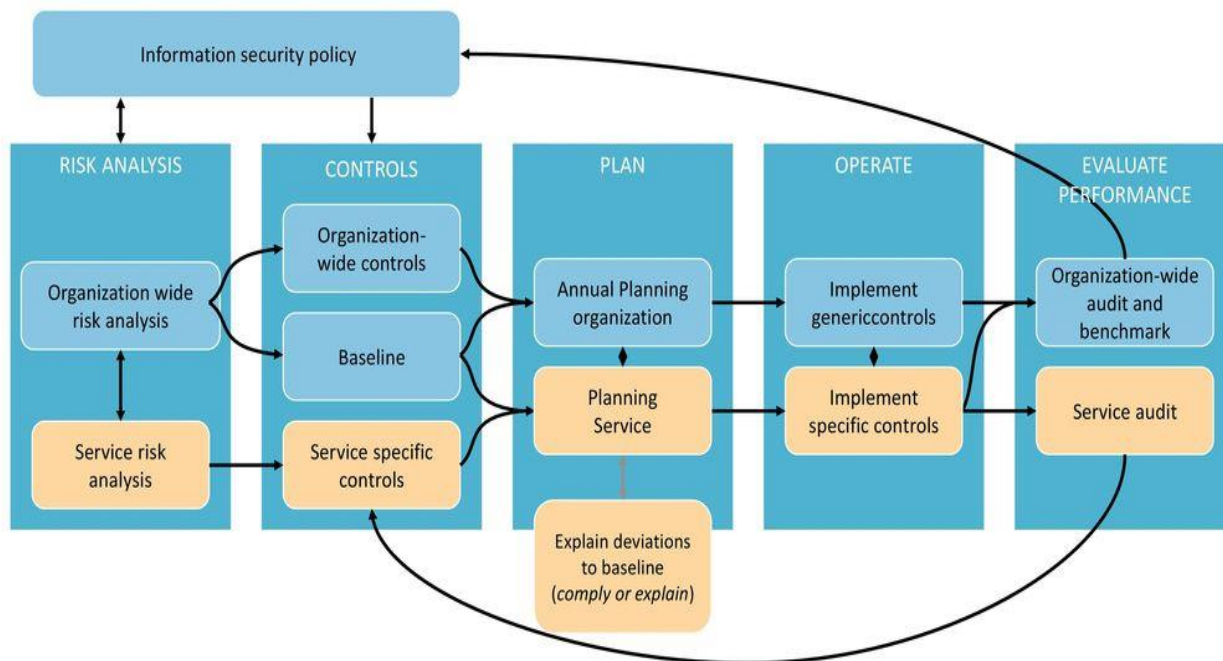 Information security policy
RISK ANALYSIS
Organization wide
risk analysis
Service risk
analysis
CONTROLS
Organization-
wide controls
Baseline
Service specific
controls
PLAN
Annual Planning
organization
Planning
Service
Explain deviations
to baseline
(comply or explain)
OPERATE
Implement
genericcontrols
Implement
specific controls
EVALUATE
PERFORMANCE
Organization-wide
audit and
benchmark
Service audit